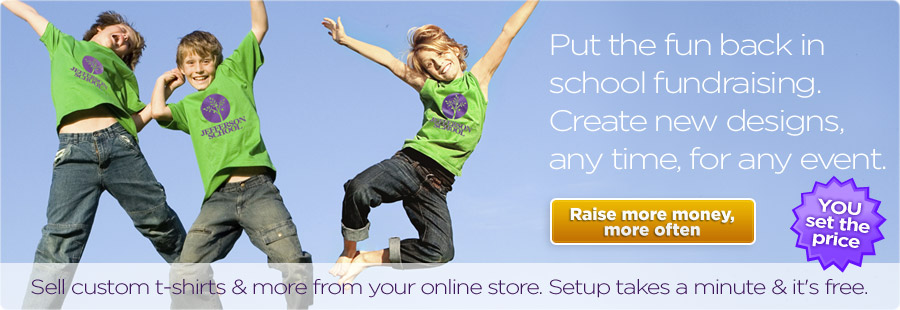 JEFFERSON
SCHOOL
JEFFERSON
SCHOOL
JEFFERSON
SCHOOL
Put the fun back in
school fundraising.
Create new designs,
any time, for any event.
Raise more money,
more often
YOU
set the
price
Sell custom t-shirts & more from your online store. Setup takes a minute & it's free.